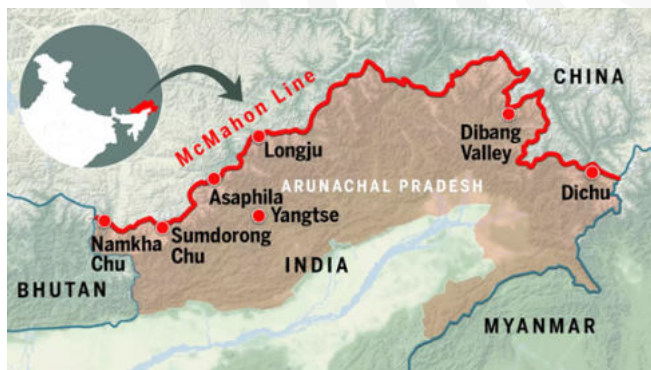 McMahon Line
CHINA
Longju
Dibang
Valley
Asaphila
ARUNACHAL PRADESH
Dichu
Yangtse
Namkha
Chu
Sumdorong
Chu
INDIA
BHUTAN
MYANMAR